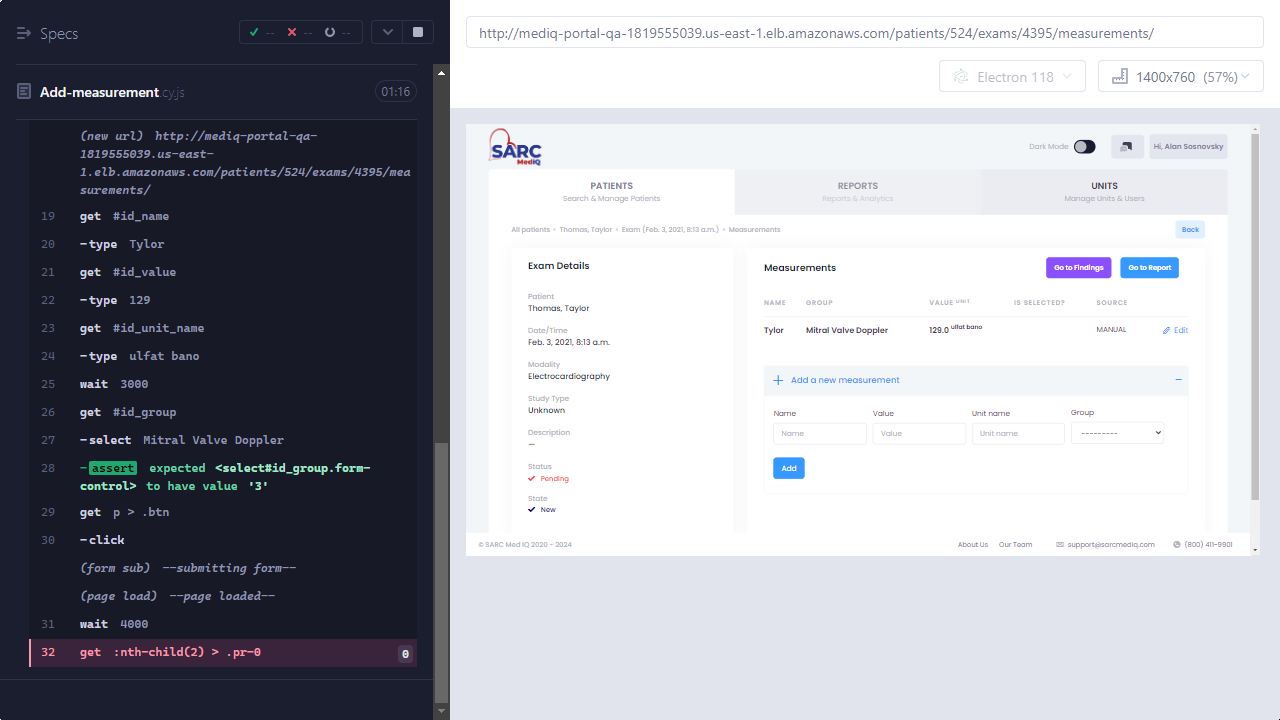 Specs
-- -- --
Add-measurement.cy.js
01:16
(new url) http://mediq-portal-qa-
1819555039.us-east-
1.elb.amazonaws.com/patients/524/exams/4395/mea
surements/
19 get #id_name
20 -type Tylor
21 get #id_value
22 -type 129
23 get #id_unit_name
24 -type ulfat bano
25 wait 3000
26 get #id_group
27 -select Mitral Valve Doppler
28 -assert expected <select#id_group.form-
control> to have value '3'
29 get p > .btn
30 -click
(form sub) --submitting form--
(page load) --page loaded--
31 wait 4000
32 get :nth-child(2) > .pr-0 0
http://mediq-portal-qa-1819555039.us-east-1.elb.amazonaws.com/patients/524/exams/4395/measurements/
Electron 118
1400x760 (57%)
SARC
MedIQ
Dark Mode
Hi, Alan Sosnovsky
PATIENTS
Search & Manage Patients
REPORTS
Reports & Analytics
UNITS
Manage Units & Users
All patients • Thomas, Taylor • Exam (Feb. 3, 2021, 8:13 a.m.) • Measurements
Back
Exam Details
Patient
Thomas, Taylor
Date/Time
Feb. 3, 2021, 8:13 a.m.
Modality
Electrocardiography
Study Type
Unknown
Description
—
Status
Pending
State
New
Measurements
Go to Findings
Go to Report
NAME GROUP VALUE UNIT IS SELECTED? SOURCE
Tylor Mitral Valve Doppler 129.0 ulfat bano MANUAL Edit
Add a new measurement
Name Value Unit name Group
Name Value Unit name ---------
Add
© SARC Med IQ 2020 - 2024
About Us Our Team support@sarcmediq.com (800) 411-9901